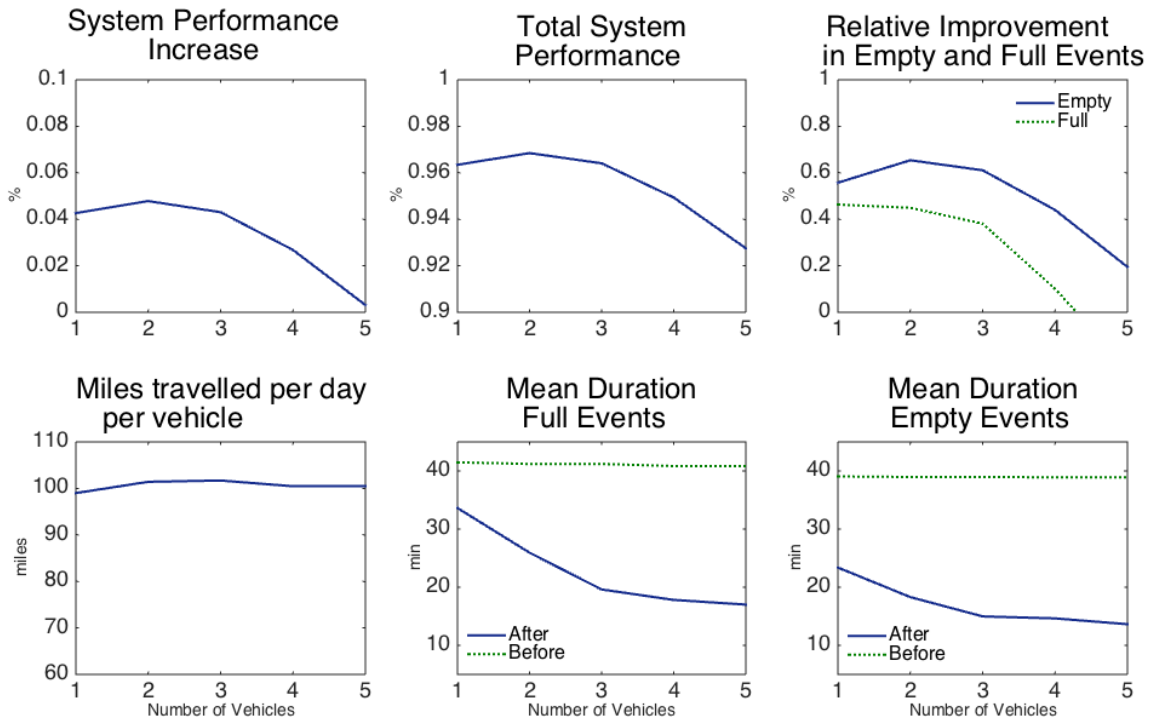 System Performance
Increase
0.1
0.08
0.06
0.04
0.02
0
%
1 2 3 4 5
Total System
Performance
1
0.98
0.96
0.94
0.92
0.9
%
1 2 3 4 5
Relative Improvement
in Empty and Full Events
1
0.8
0.6
0.4
0.2
0
%
Empty
Full
1 2 3 4 5
Miles travelled per day
per vehicle
110
100
90
80
70
60
miles
1 2 3 4 5
Number of Vehicles
Mean Duration
Full Events
40
30
20
10
min
After
Before
1 2 3 4 5
Number of Vehicles
Mean Duration
Empty Events
40
30
20
10
min
After
Before
1 2 3 4 5
Number of Vehicles